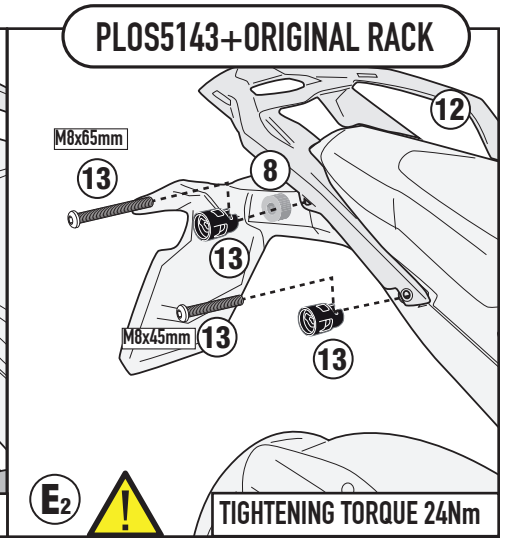 PLOS5143+ORIGINAL RACK
12
M8x65mm
8
13
13
M8x45mm 13
13
E2
!
TIGHTENING TORQUE 24Nm